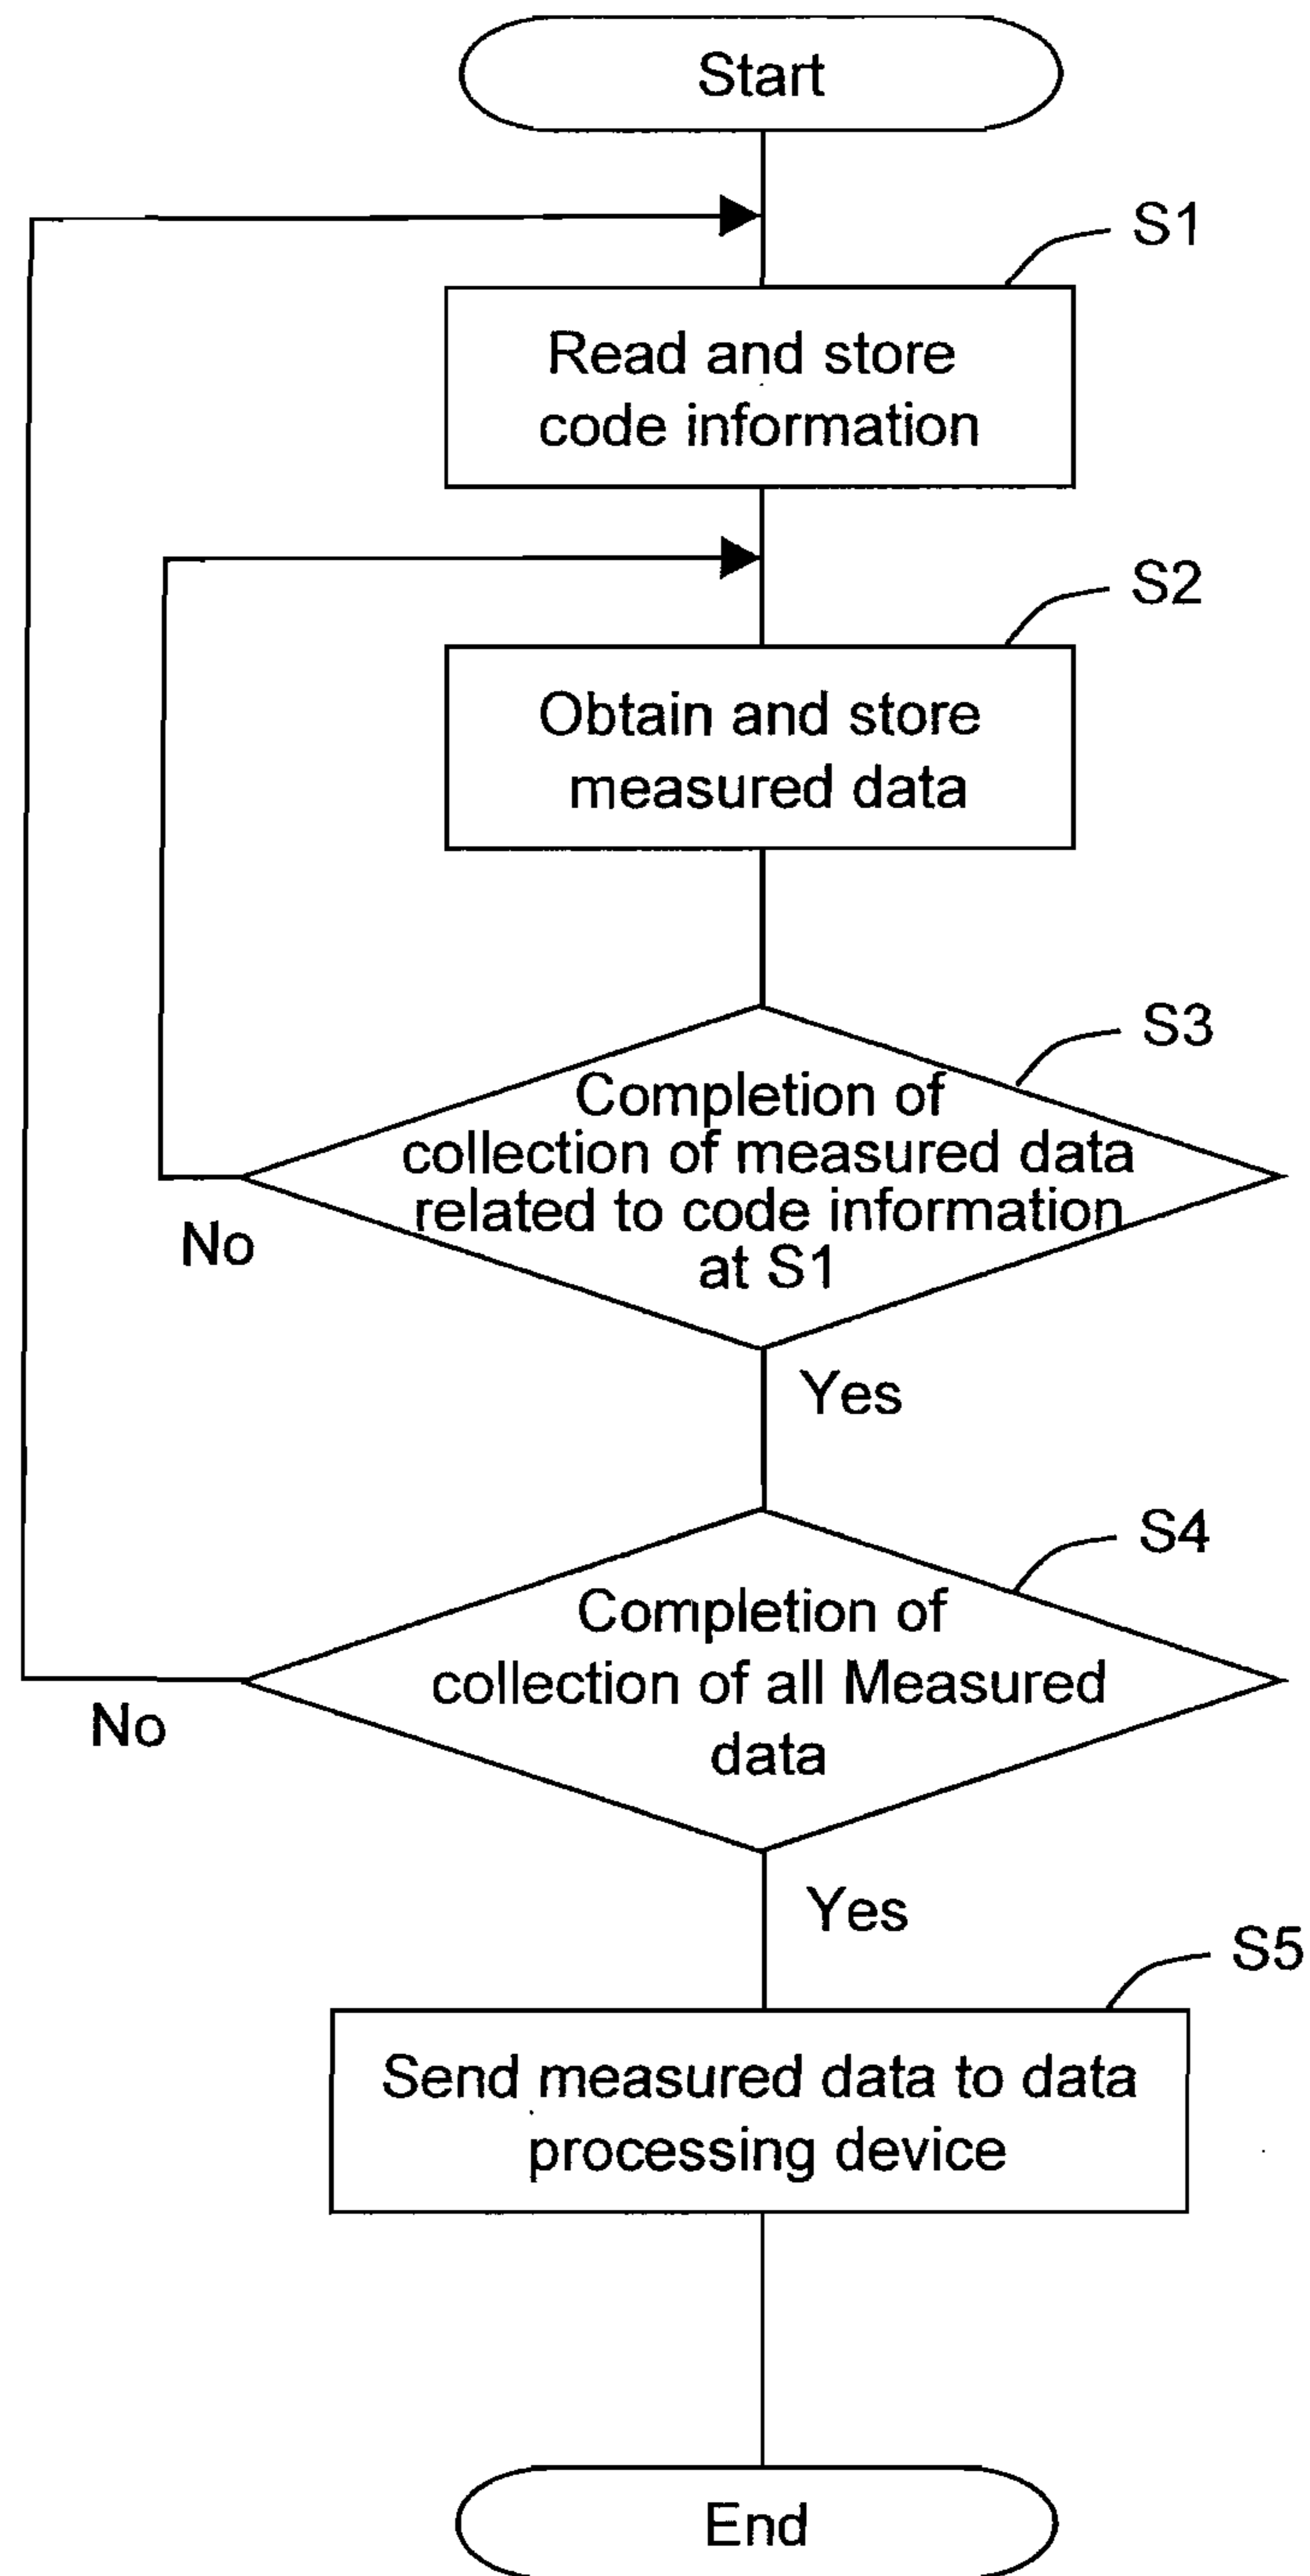 Start
S1
Read and store
code information
S2
Obtain and store
measured data
S3
Completion of
collection of measured data
related to code information
at S1
No
Yes
S4
Completion of
collection of all Measured
data
No
Yes
S5
Send measured data to data
processing device
End